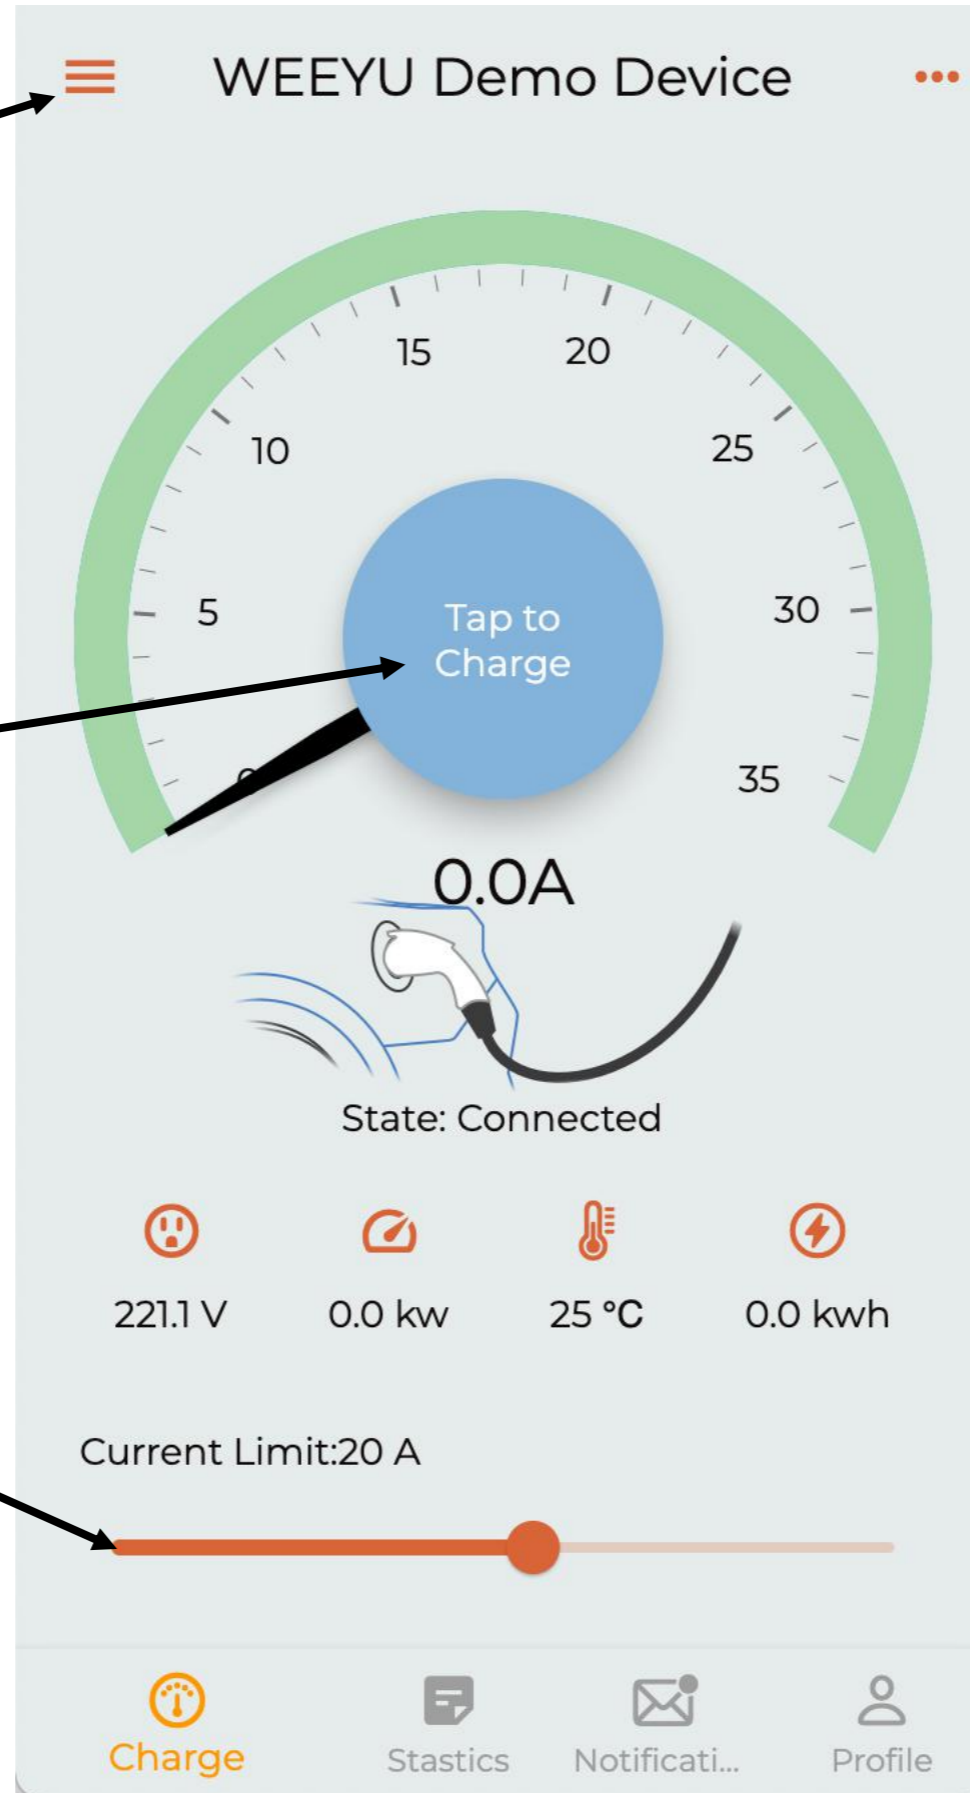 WEEYU Demo Device
15
20
10
25
5
30
Tap to
Charge
35
0.0A
State: Connected
221.1 V
0.0 kw
25 °C
0.0 kwh
Current Limit:20 A
Charge
Stastics
Notificati...
Profile